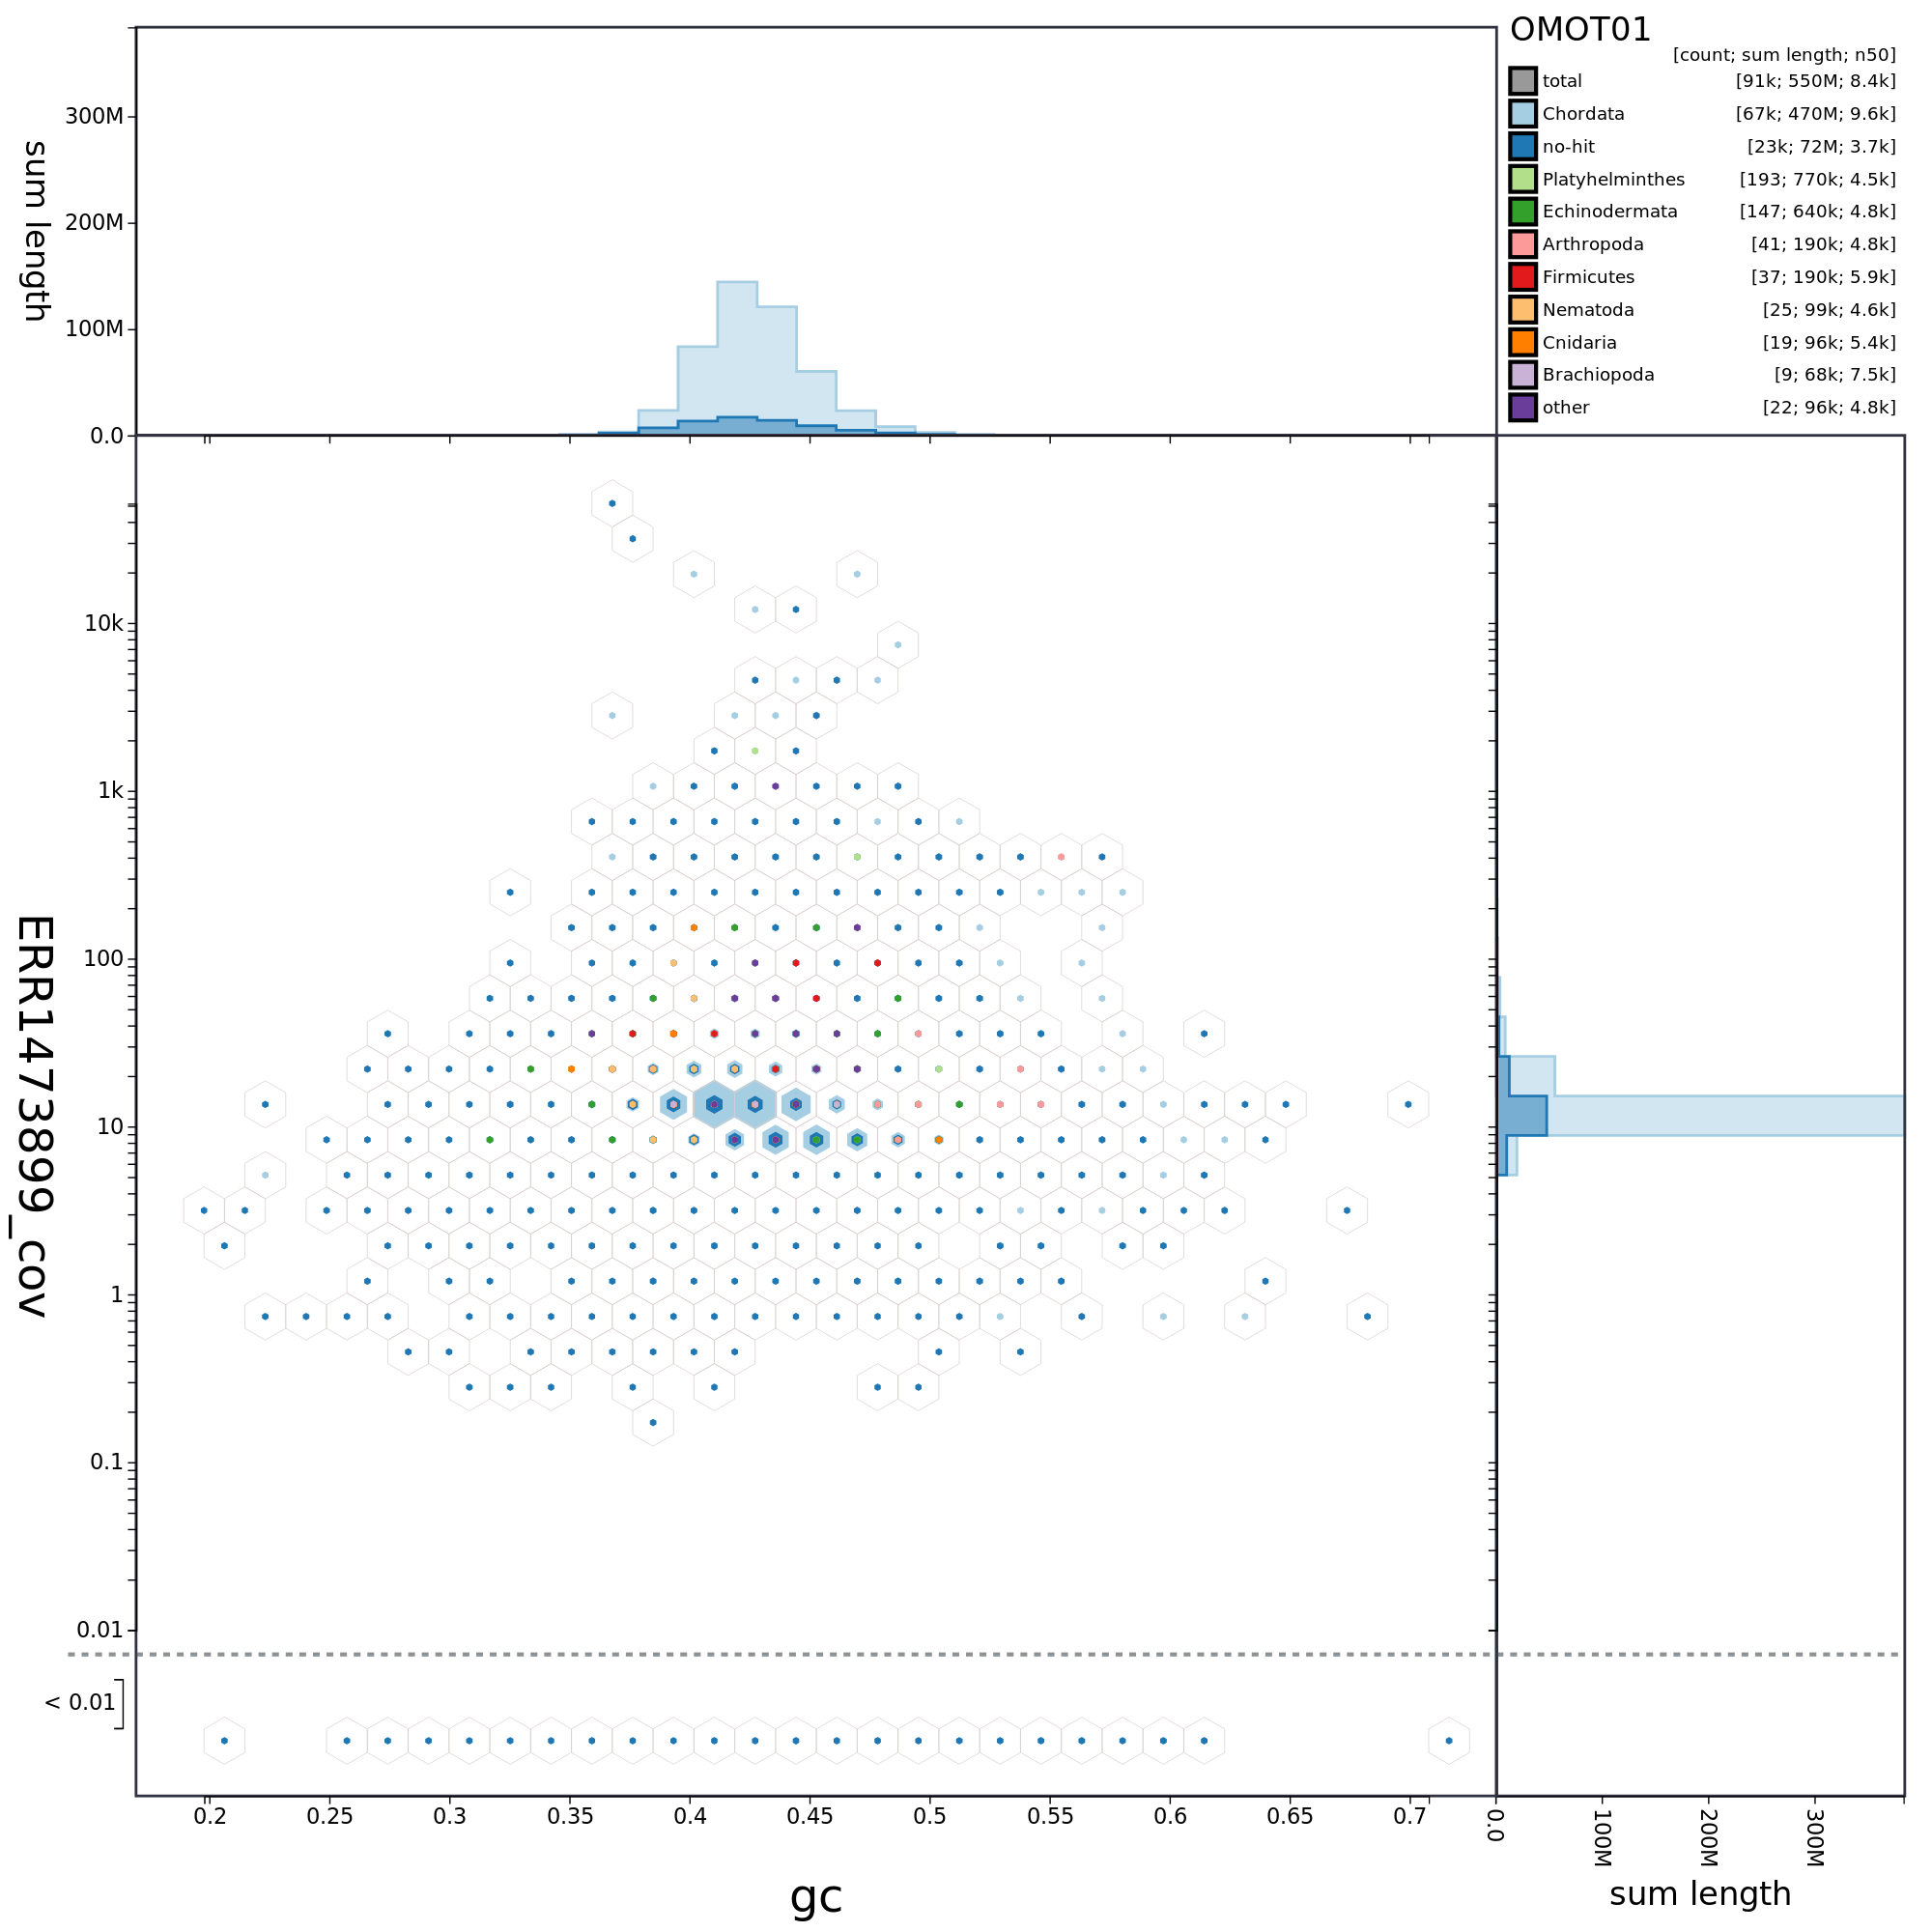 OMOT01
[count; sum length; n50]
total [91k; 550M; 8.4k]
Chordata [67k; 470M; 9.6k]
no-hit [23k; 72M; 3.7k]
Platyhelminthes [193; 770k; 4.5k]
Echinodermata [147; 640k; 4.8k]
Arthropoda [41; 190k; 4.8k]
Firmicutes [37; 190k; 5.9k]
Nematoda [25; 99k; 4.6k]
Cnidaria [19; 96k; 5.4k]
Brachiopoda [9; 68k; 7.5k]
other [22; 96k; 4.8k]
sum length
300M
200M
100M
0.0
ERR1473899_cov
10k
1k
100
10
1
0.1
0.01
< 0.01
0.2 0.25 0.3 0.35 0.4 0.45 0.5 0.55 0.6 0.65 0.7
gc
0.0 100M 200M 300M
sum length